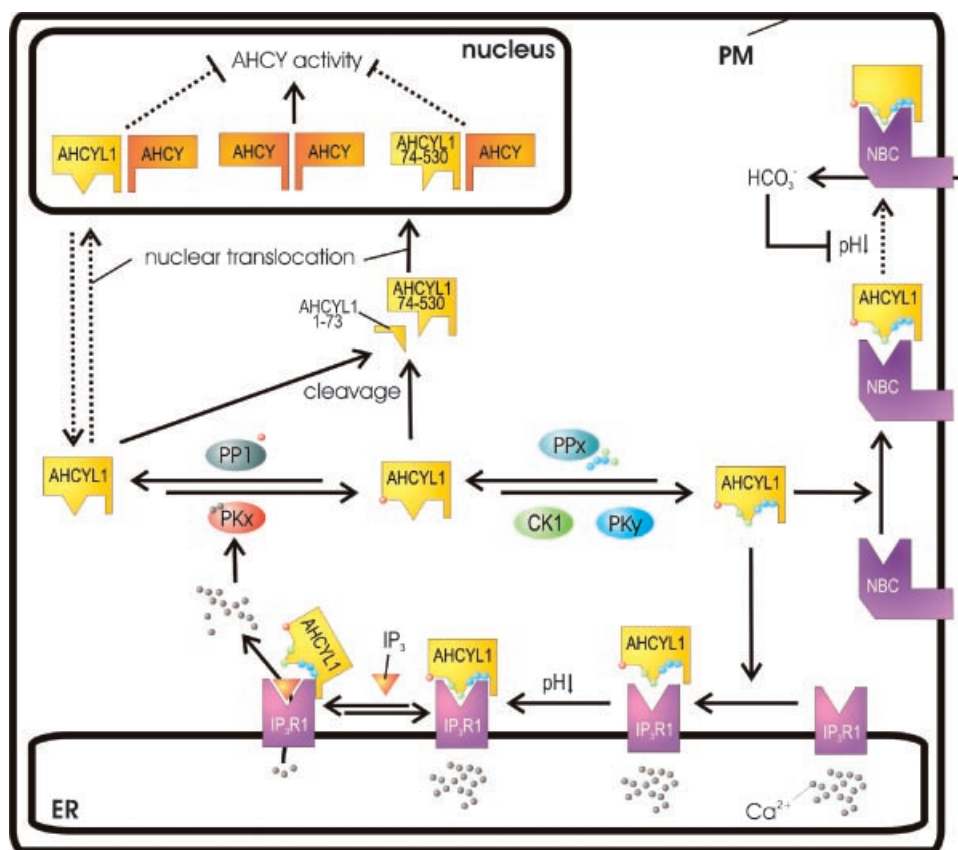 nucleus
PM
AHCY activity
AHCYL1
AHCY
AHCY
AHCY
AHCYL1
74-530
AHCY
NBC
HCO₃⁻
pH↓
nuclear translocation
AHCYL1
74-530
AHCYL1
1-73
AHCYL1
NBC
cleavage
PP1
PPx
AHCYL1
AHCYL1
AHCYL1
PKx
CK1
PKy
NBC
AHCYL1
IP₃
AHCYL1
AHCYL1
pH↓
IP₃R1
IP₃R1
IP₃R1
IP₃R1
ER
Ca²⁺